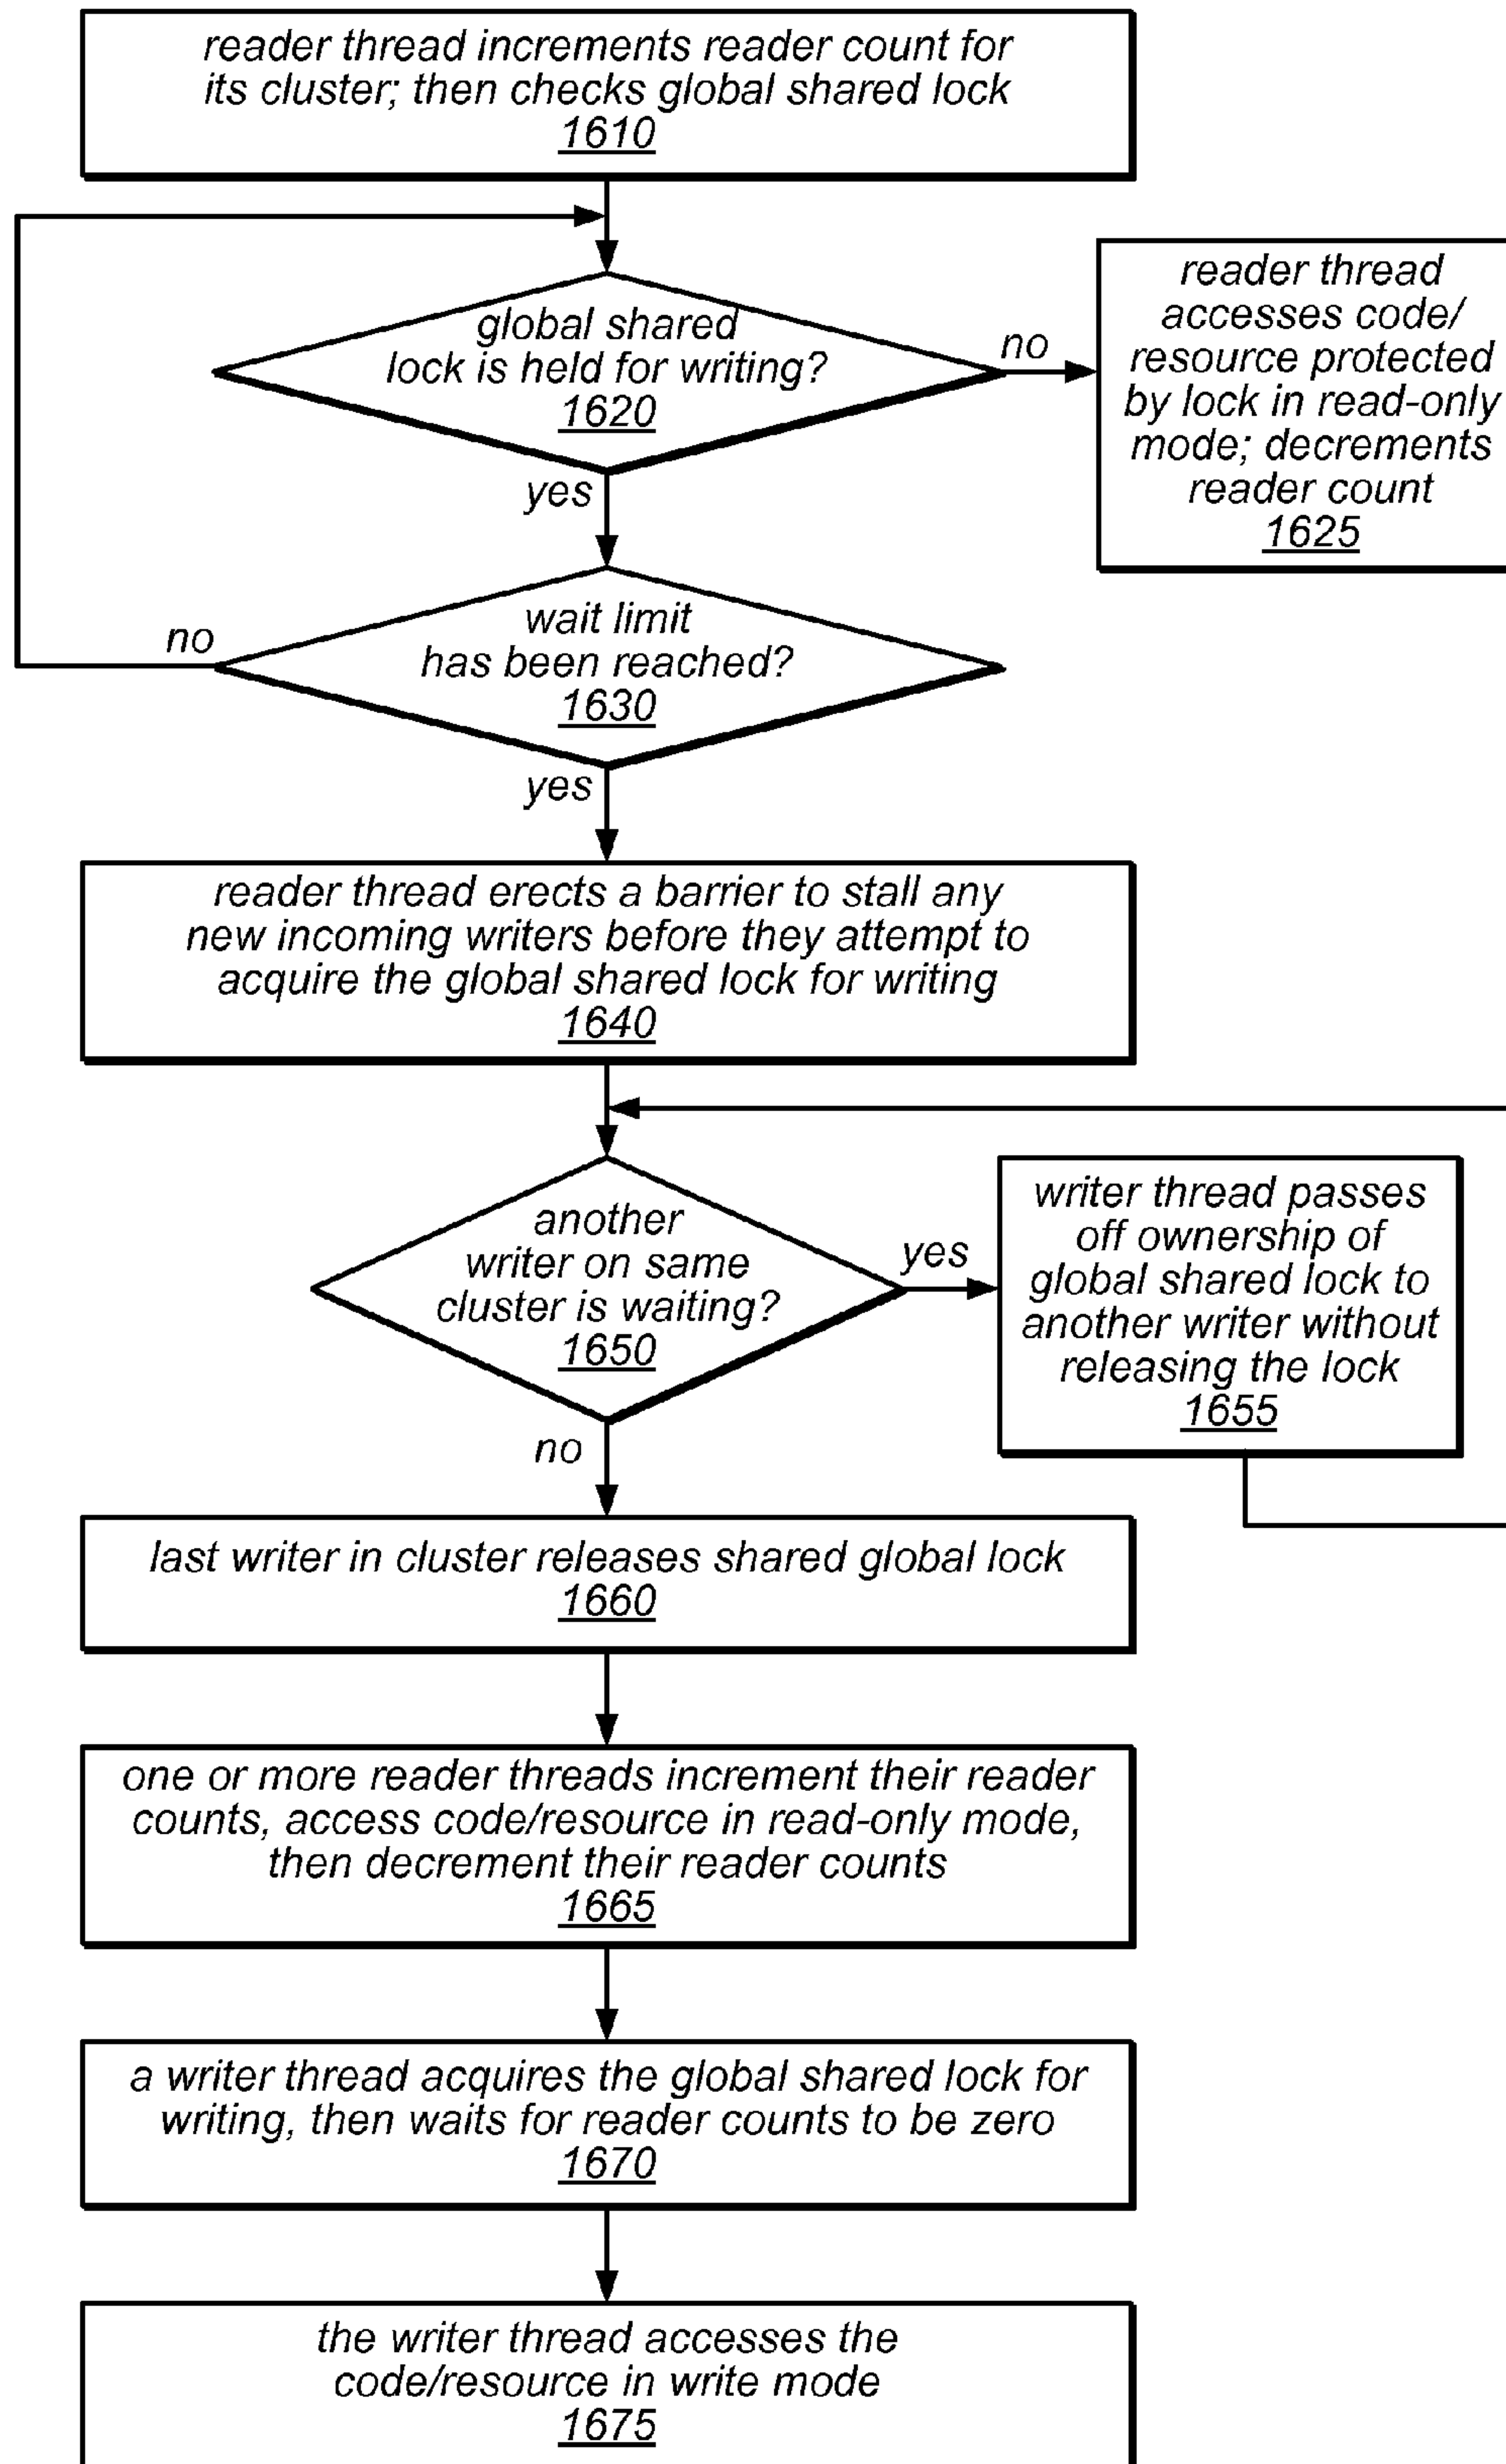 reader thread increments reader count for
its cluster; then checks global shared lock
1610
global shared
lock is held for writing?
1620
no
reader thread
accesses code/
resource protected
by lock in read-only
mode; decrements
reader count
1625
yes
wait limit
has been reached?
1630
no
yes
reader thread erects a barrier to stall any
new incoming writers before they attempt to
acquire the global shared lock for writing
1640
another
writer on same
cluster is waiting?
1650
yes
writer thread passes
off ownership of
global shared lock to
another writer without
releasing the lock
1655
no
last writer in cluster releases shared global lock
1660
one or more reader threads increment their reader
counts, access code/resource in read-only mode,
then decrement their reader counts
1665
a writer thread acquires the global shared lock for
writing, then waits for reader counts to be zero
1670
the writer thread accesses the
code/resource in write mode
1675